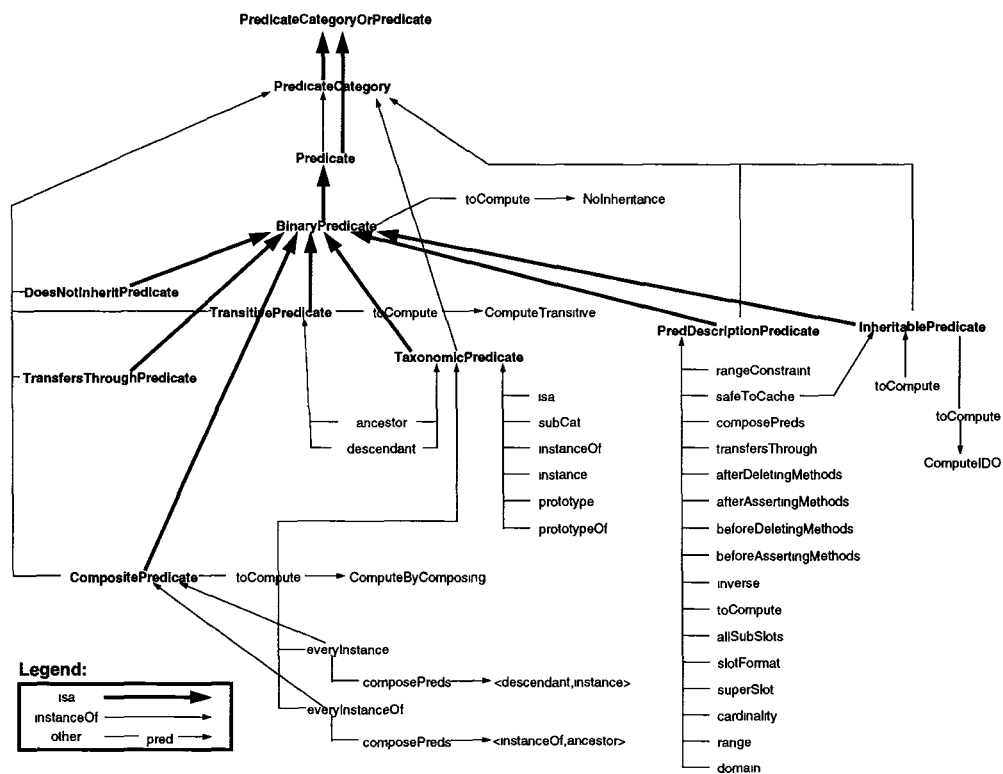 PredicateCategoryOrPredicate
PredicateCategory
Predicate
toCompute
NoInheritance
BinaryPredicate
DoesNotInheritPredicate
TransitivePredicate
toCompute
ComputeTransitive
PredDescriptionPredicate
InheritablePredicate
TaxonomicPredicate
TransfersThroughPredicate
rangeConstraint
safeToCache
toCompute
isa
ancestor
subCat
composePreds
toCompute
descendant
instanceOf
transfersThrough
ComputeIDO
instance
afterDeletingMethods
prototype
afterAssertingMethods
prototypeOf
beforeDeletingMethods
beforeAssertingMethods
CompositePredicate
toCompute
ComputeByComposing
inverse
toCompute
allSubSlots
everyInstance
slotFormat
composePreds
<descendant,instance>
superSlot
everyInstanceOf
cardinality
composePreds
<instanceOf,ancestor>
range
domain
Legend:
isa
instanceOf
other
pred